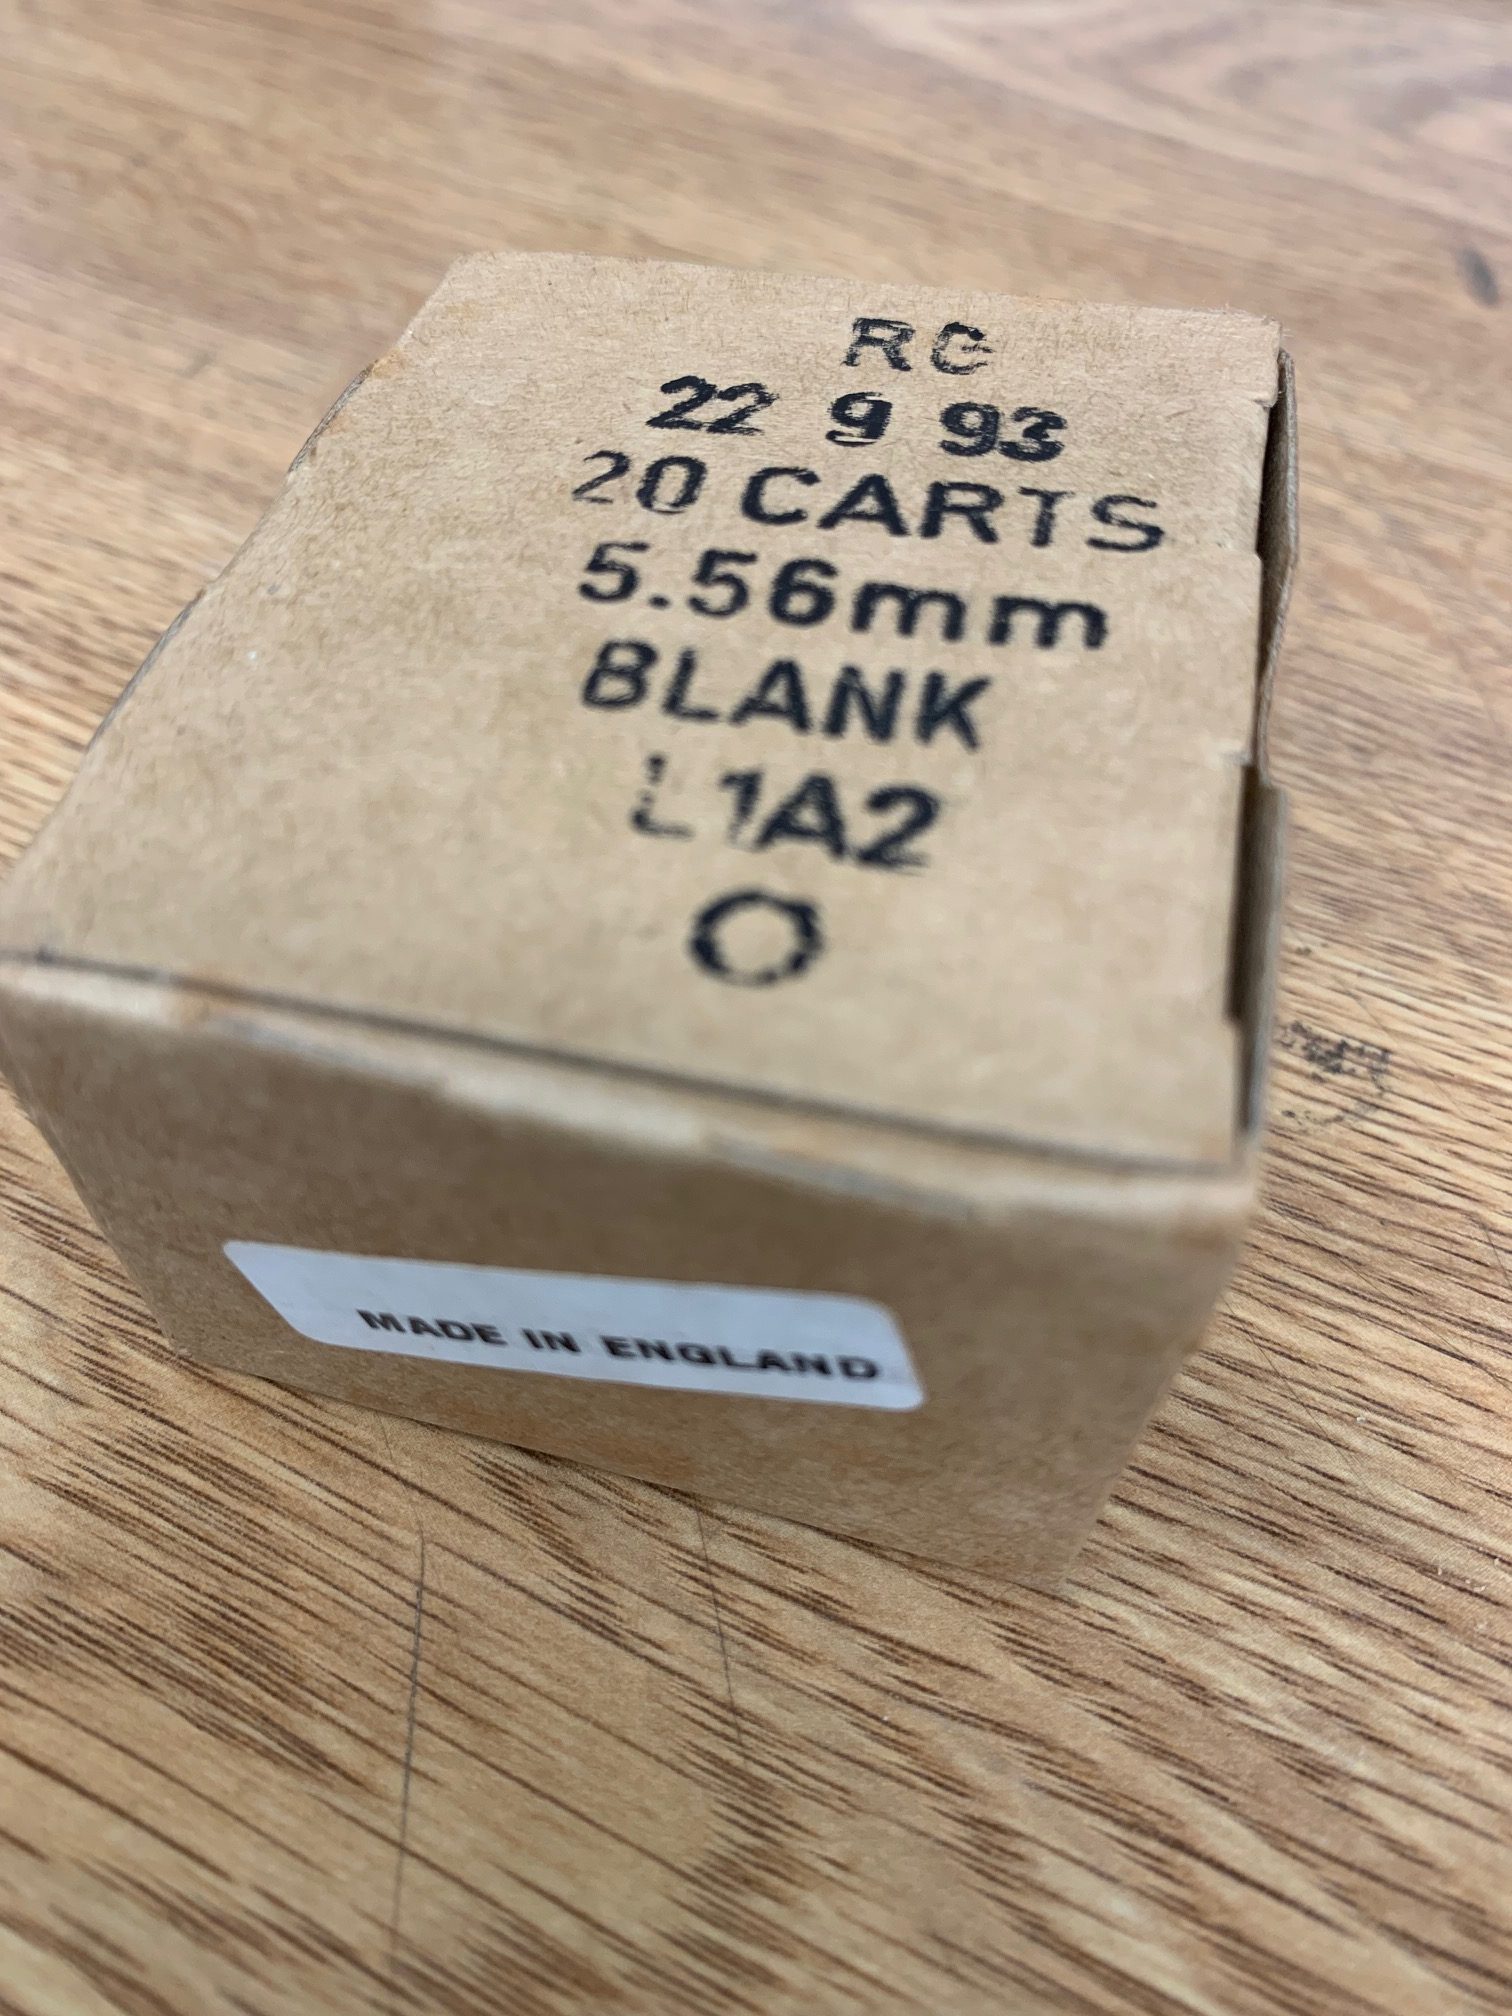 RG
22 9 93
20 CARTS
5.56mm
BLANK
L1A2
MADE IN ENGLAND